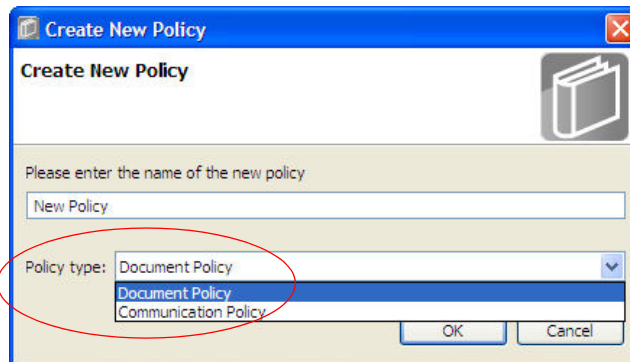 Create New Policy
Create New Policy
Please enter the name of the new policy
New Policy
Policy type: Document Policy
Document Policy
Communication Policy
OK Cancel